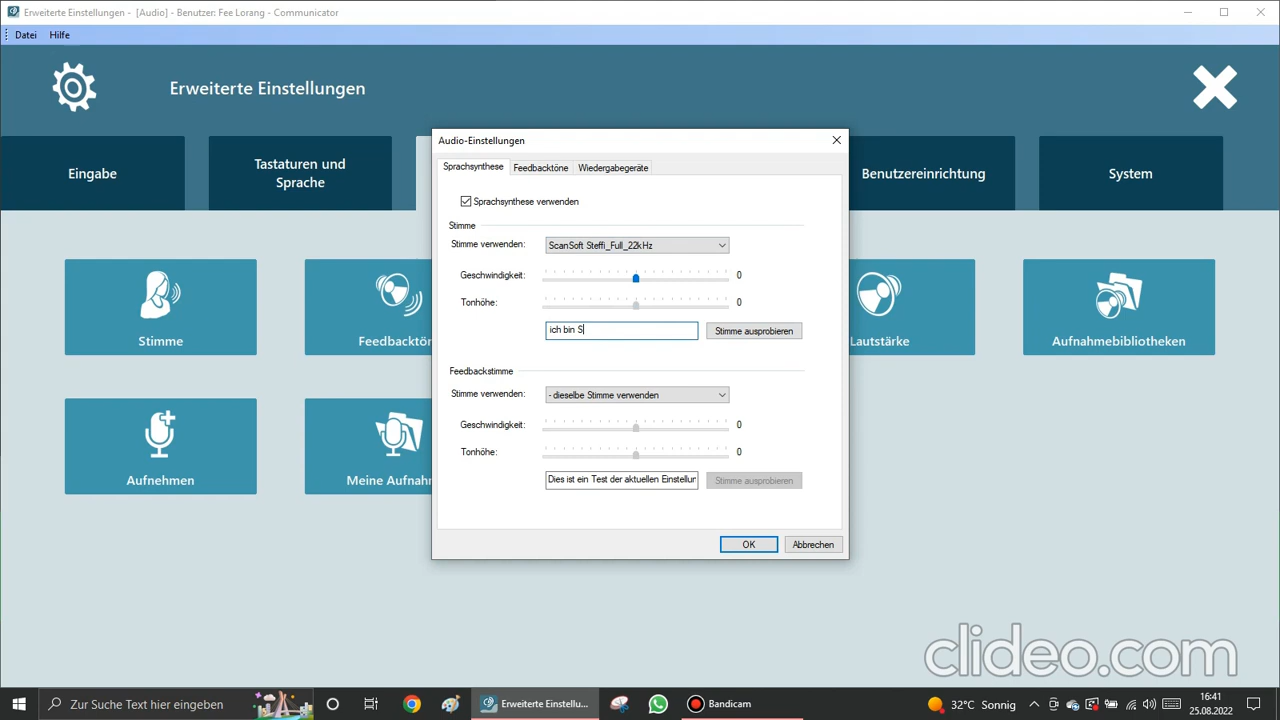 Erweiterte Einstellungen - [Audio] - Benutzer: Fee Lorang - Communicator
Datei Hilfe
Erweiterte Einstellungen
Eingabe
Tastaturen und
Sprache
Benutzereinrichtung
System
Stimme
Feedbacktön
Lautstärke
Aufnahmebibliotheken
Aufnehmen
Meine Aufnahm
Audio-Einstellungen
Sprachsynthese Feedbacktöne Wiedergabegeräte
Sprachsynthese verwenden
Stimme
Stimme verwenden: ScanSoft Steffi_Full_22kHz
Geschwindigkeit: 0
Tonhöhe: 0
ich bin S Stimme ausprobieren
Feedbackstimme
Stimme verwenden: - dieselbe Stimme verwenden
Geschwindigkeit: 0
Tonhöhe: 0
Dies ist ein Test der aktuellen Einstellun Stimme ausprobieren
OK Abbrechen
clideo.com
Zur Suche Text hier eingeben
Erweiterte Einstellu...
Bandicam
32°C Sonnig
16:41
25.08.2022